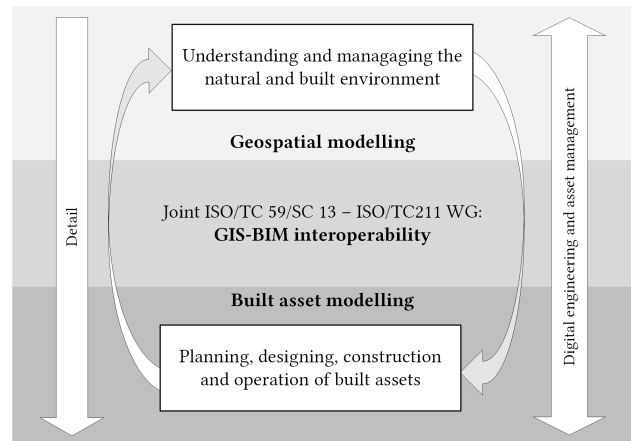 Understanding and managaging the
natural and built environment
Geospatial modelling
Detail
Joint ISO/TC 59/SC 13 – ISO/TC211 WG:
GIS-BIM interoperability
Digital engineering and asset management
Built asset modelling
Planning, designing, construction
and operation of built assets